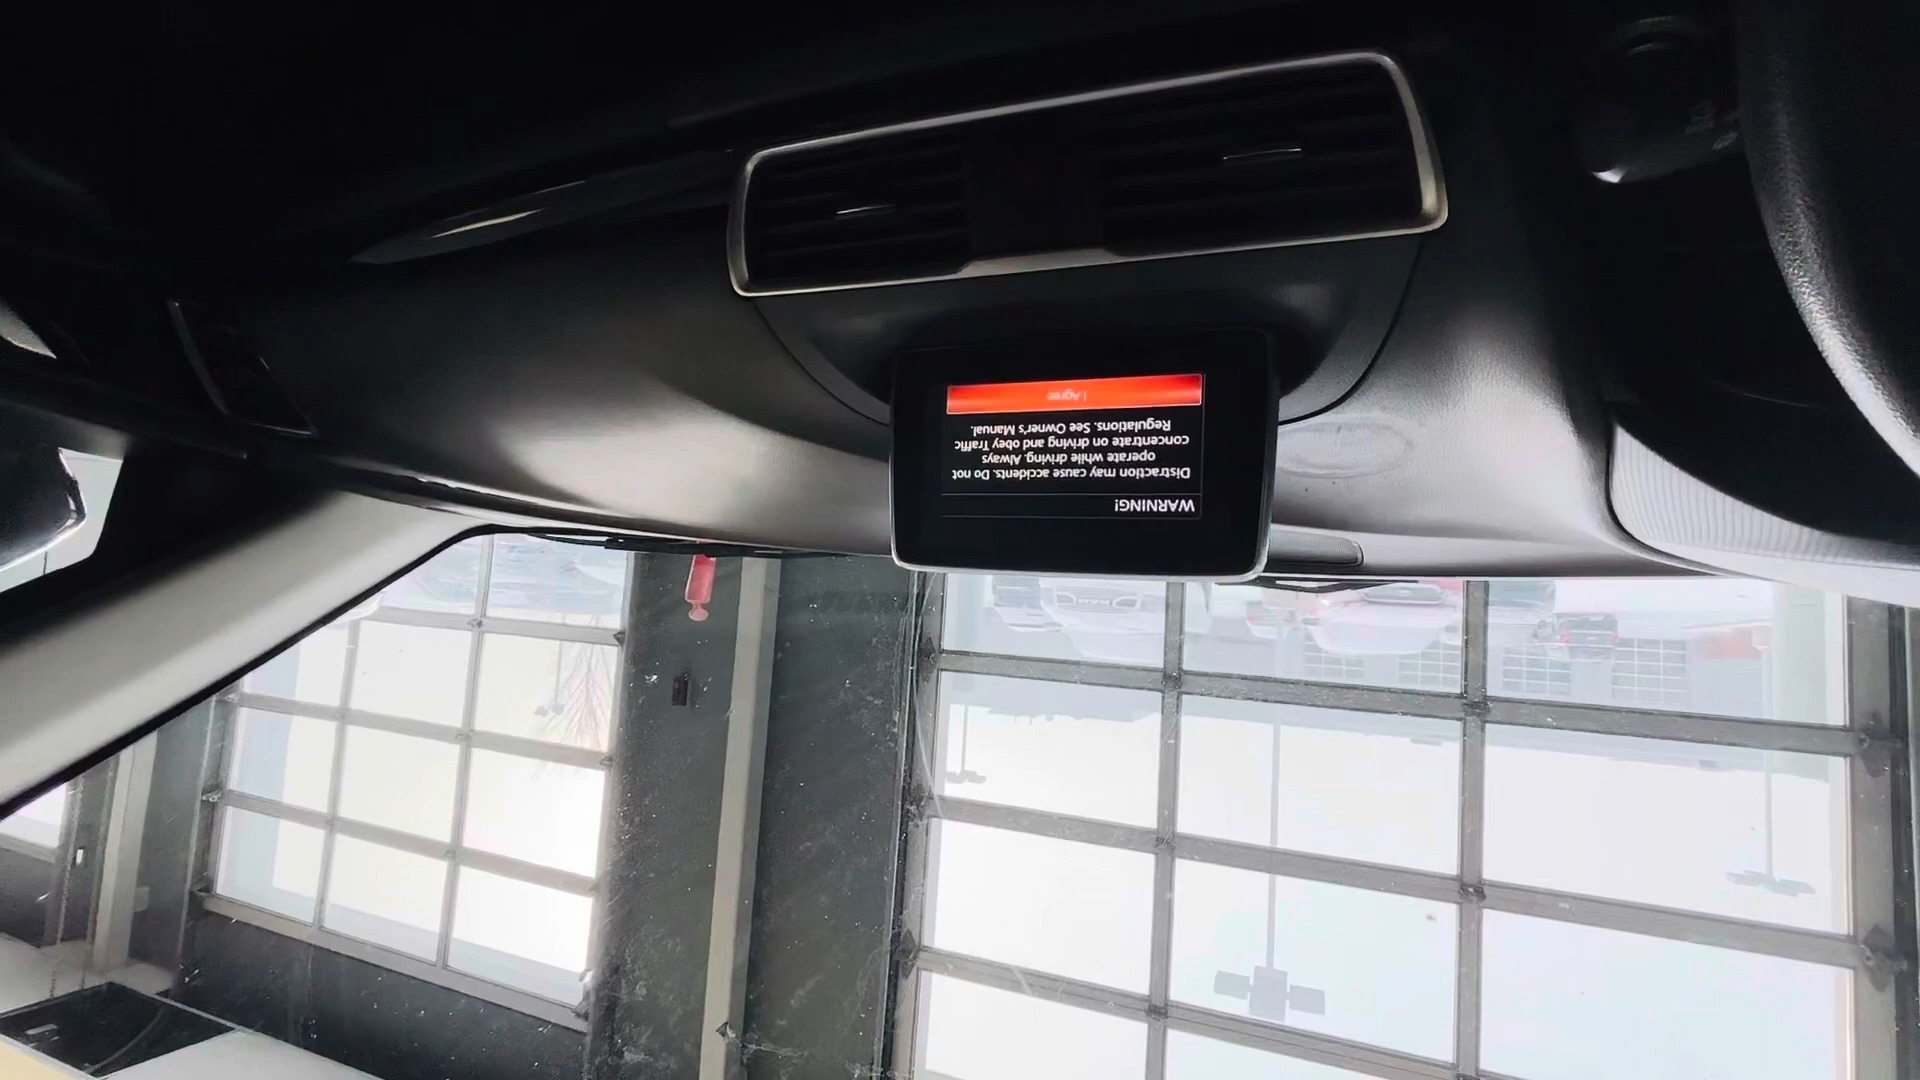 WARNING!
Distraction may cause accidents. Do not
operate while driving. Always
concentrate on driving and obey Traffic
Regulations. See Owner's Manual.
I Agree